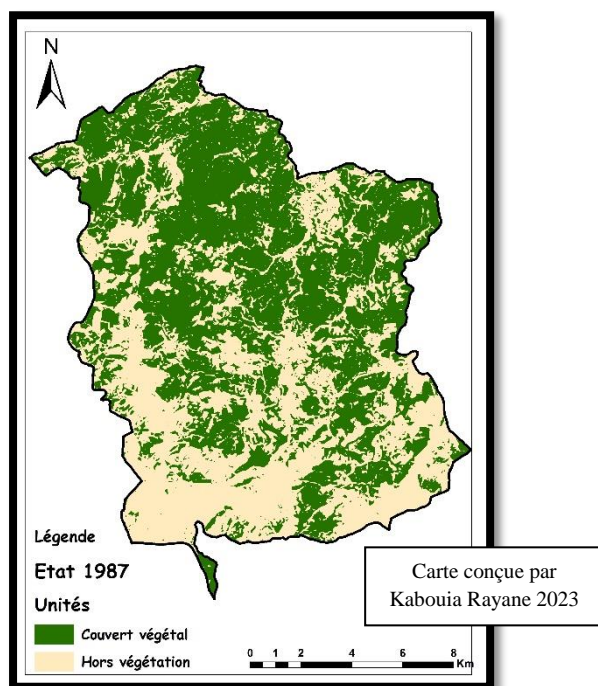 N
Légende
Etat 1987
Unités
Couvert végétal
Hors végétation
0 1 2 4 6 8
Km
Carte conçue par
Kabouia Rayane 2023